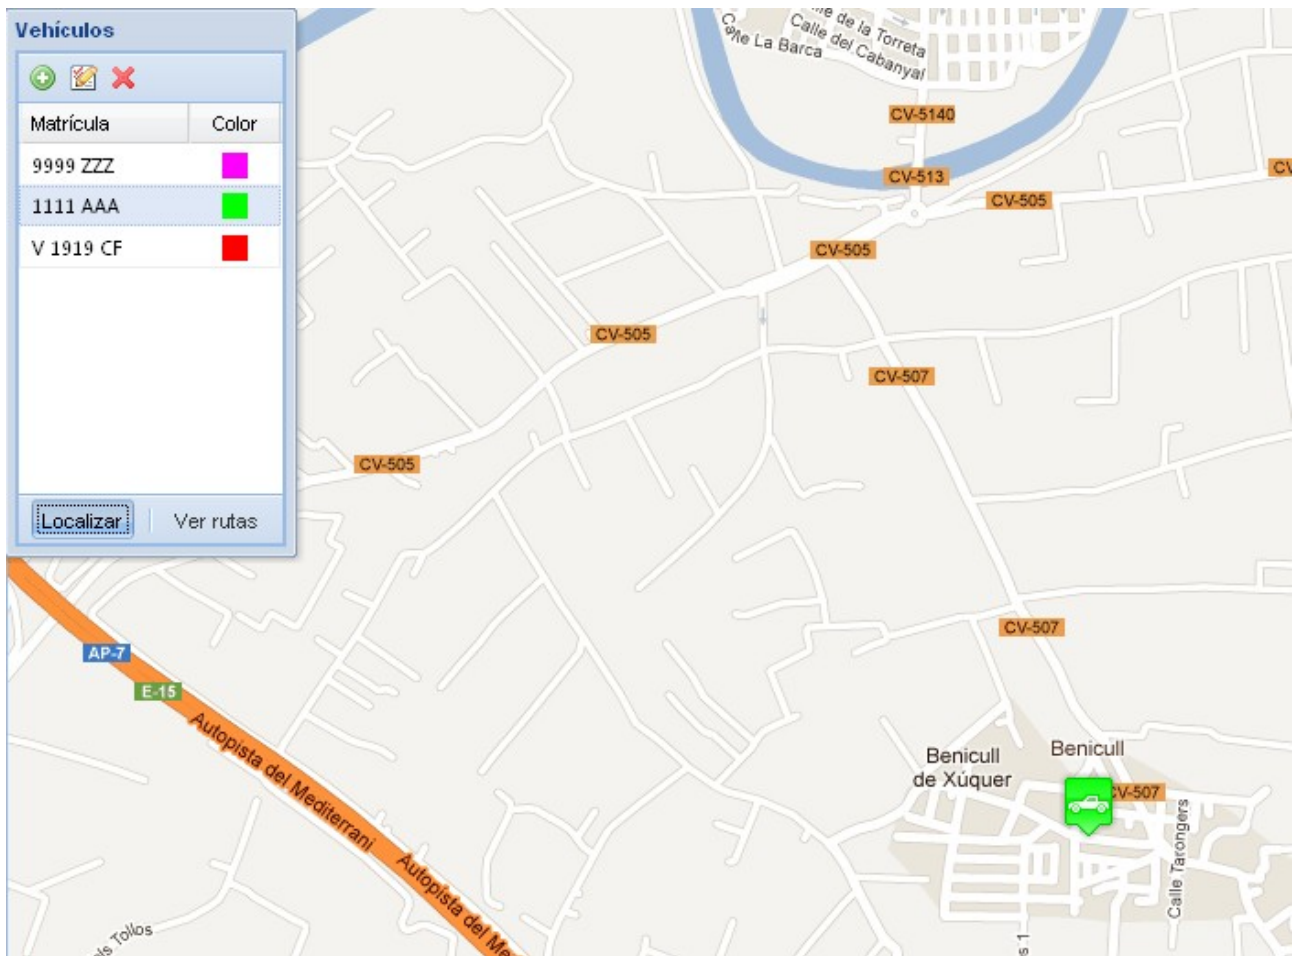 Vehículos
Matrícula Color
9999 ZZZ
1111 AAA
V 1919 CF
Localizar Ver rutas
de la Torreta
Calle del Cabanyal
La Barca
CV-5140
CV-513
CV-505
CV-505
CV-505
CV-507
CV-505
CV-507
AP-7
E-15
Autopista del Mediterrani
Benicull
de Xúquer
Benicull
CV-507
Calle Tarongers
Autopista del Me
Tollos